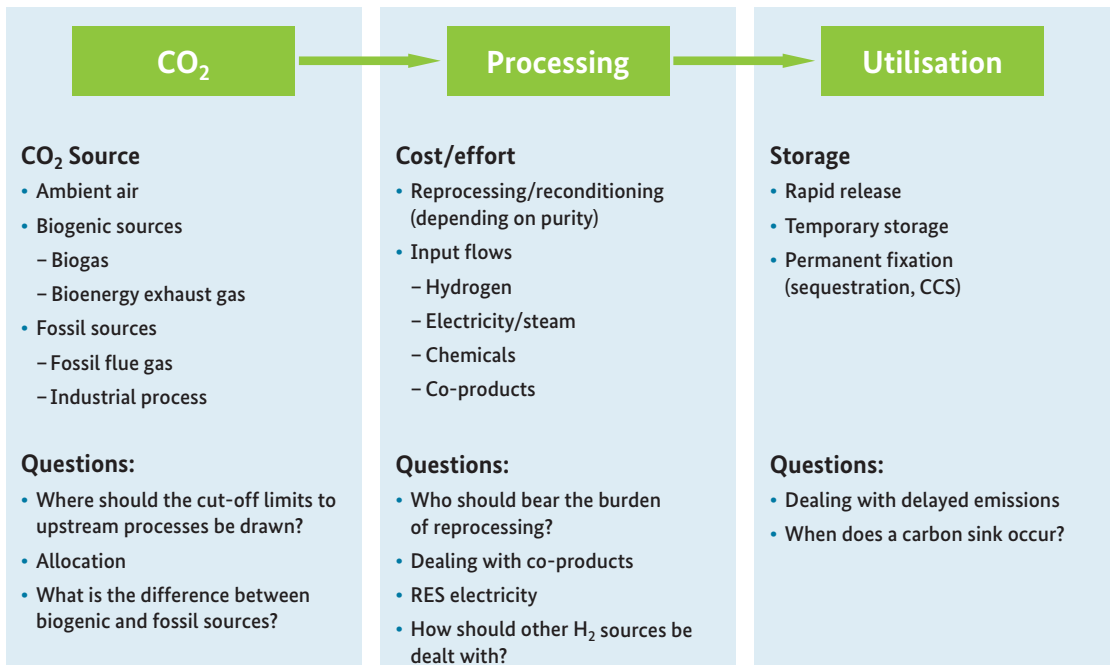 CO₂
Processing
Utilisation
CO₂ Source
• Ambient air
• Biogenic sources
– Biogas
– Bioenergy exhaust gas
• Fossil sources
– Fossil flue gas
– Industrial process
Questions:
• Where should the cut-off limits to
upstream processes be drawn?
• Allocation
• What is the difference between
biogenic and fossil sources?
Cost/effort
• Reprocessing/reconditioning
(depending on purity)
• Input flows
– Hydrogen
– Electricity/steam
– Chemicals
– Co-products
Questions:
• Who should bear the burden
of reprocessing?
• Dealing with co-products
• RES electricity
• How should other H₂ sources be
dealt with?
Storage
• Rapid release
• Temporary storage
• Permanent fixation
(sequestration, CCS)
Questions:
• Dealing with delayed emissions
• When does a carbon sink occur?